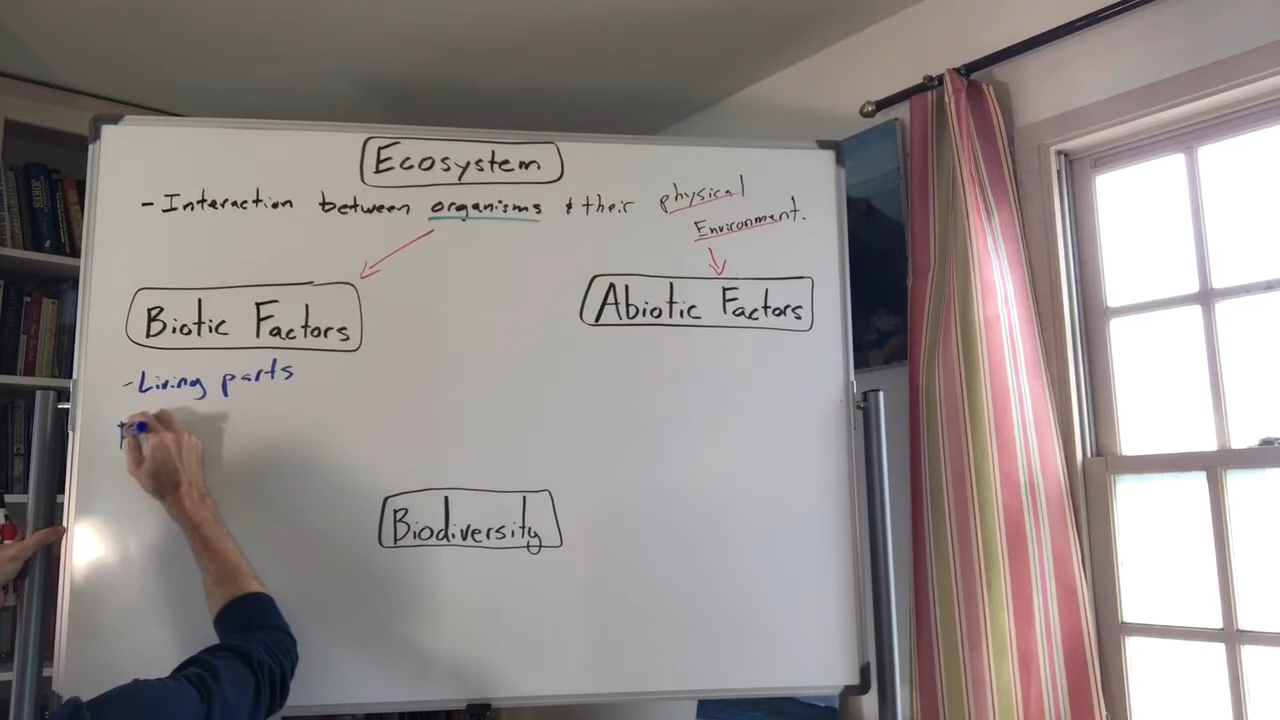 Ecosystem
- Interaction between organisms & their physical
Environment.
Biotic Factors
Abiotic Factors
- Living parts
Biodiversity